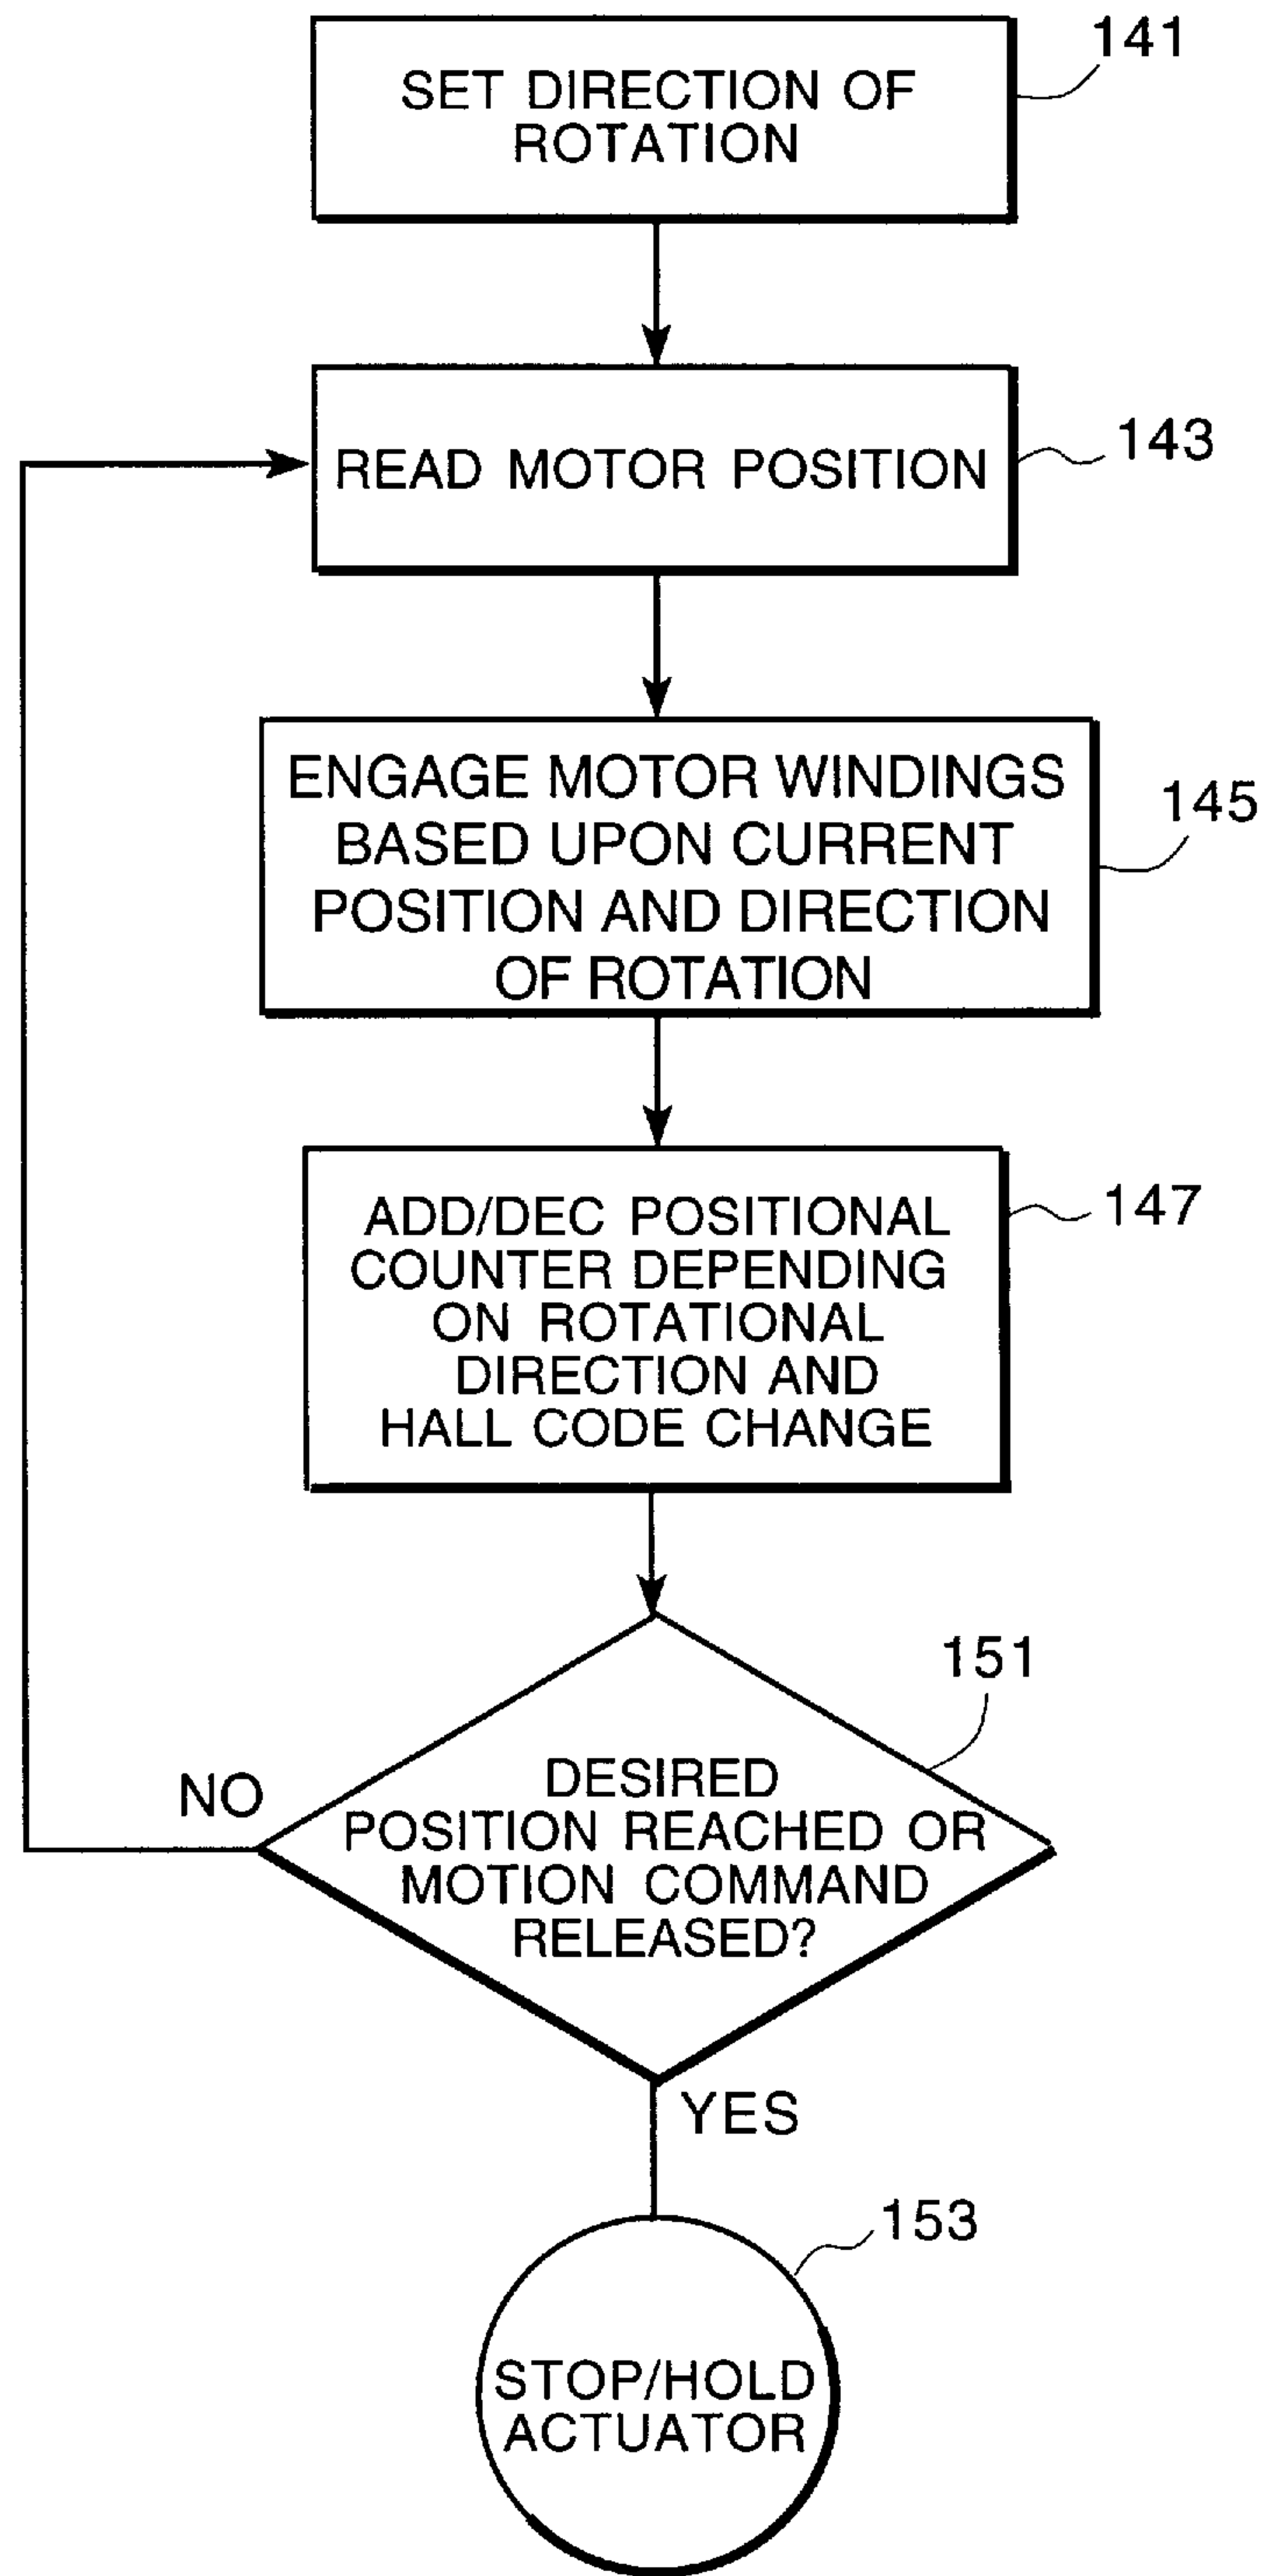 141
SET DIRECTION OF
ROTATION
143
READ MOTOR POSITION
145
ENGAGE MOTOR WINDINGS
BASED UPON CURRENT
POSITION AND DIRECTION
OF ROTATION
147
ADD/DEC POSITIONAL
COUNTER DEPENDING
ON ROTATIONAL
DIRECTION AND
HALL CODE CHANGE
151
NO
DESIRED
POSITION REACHED OR
MOTION COMMAND
RELEASED?
YES
153
STOP/HOLD
ACTUATOR